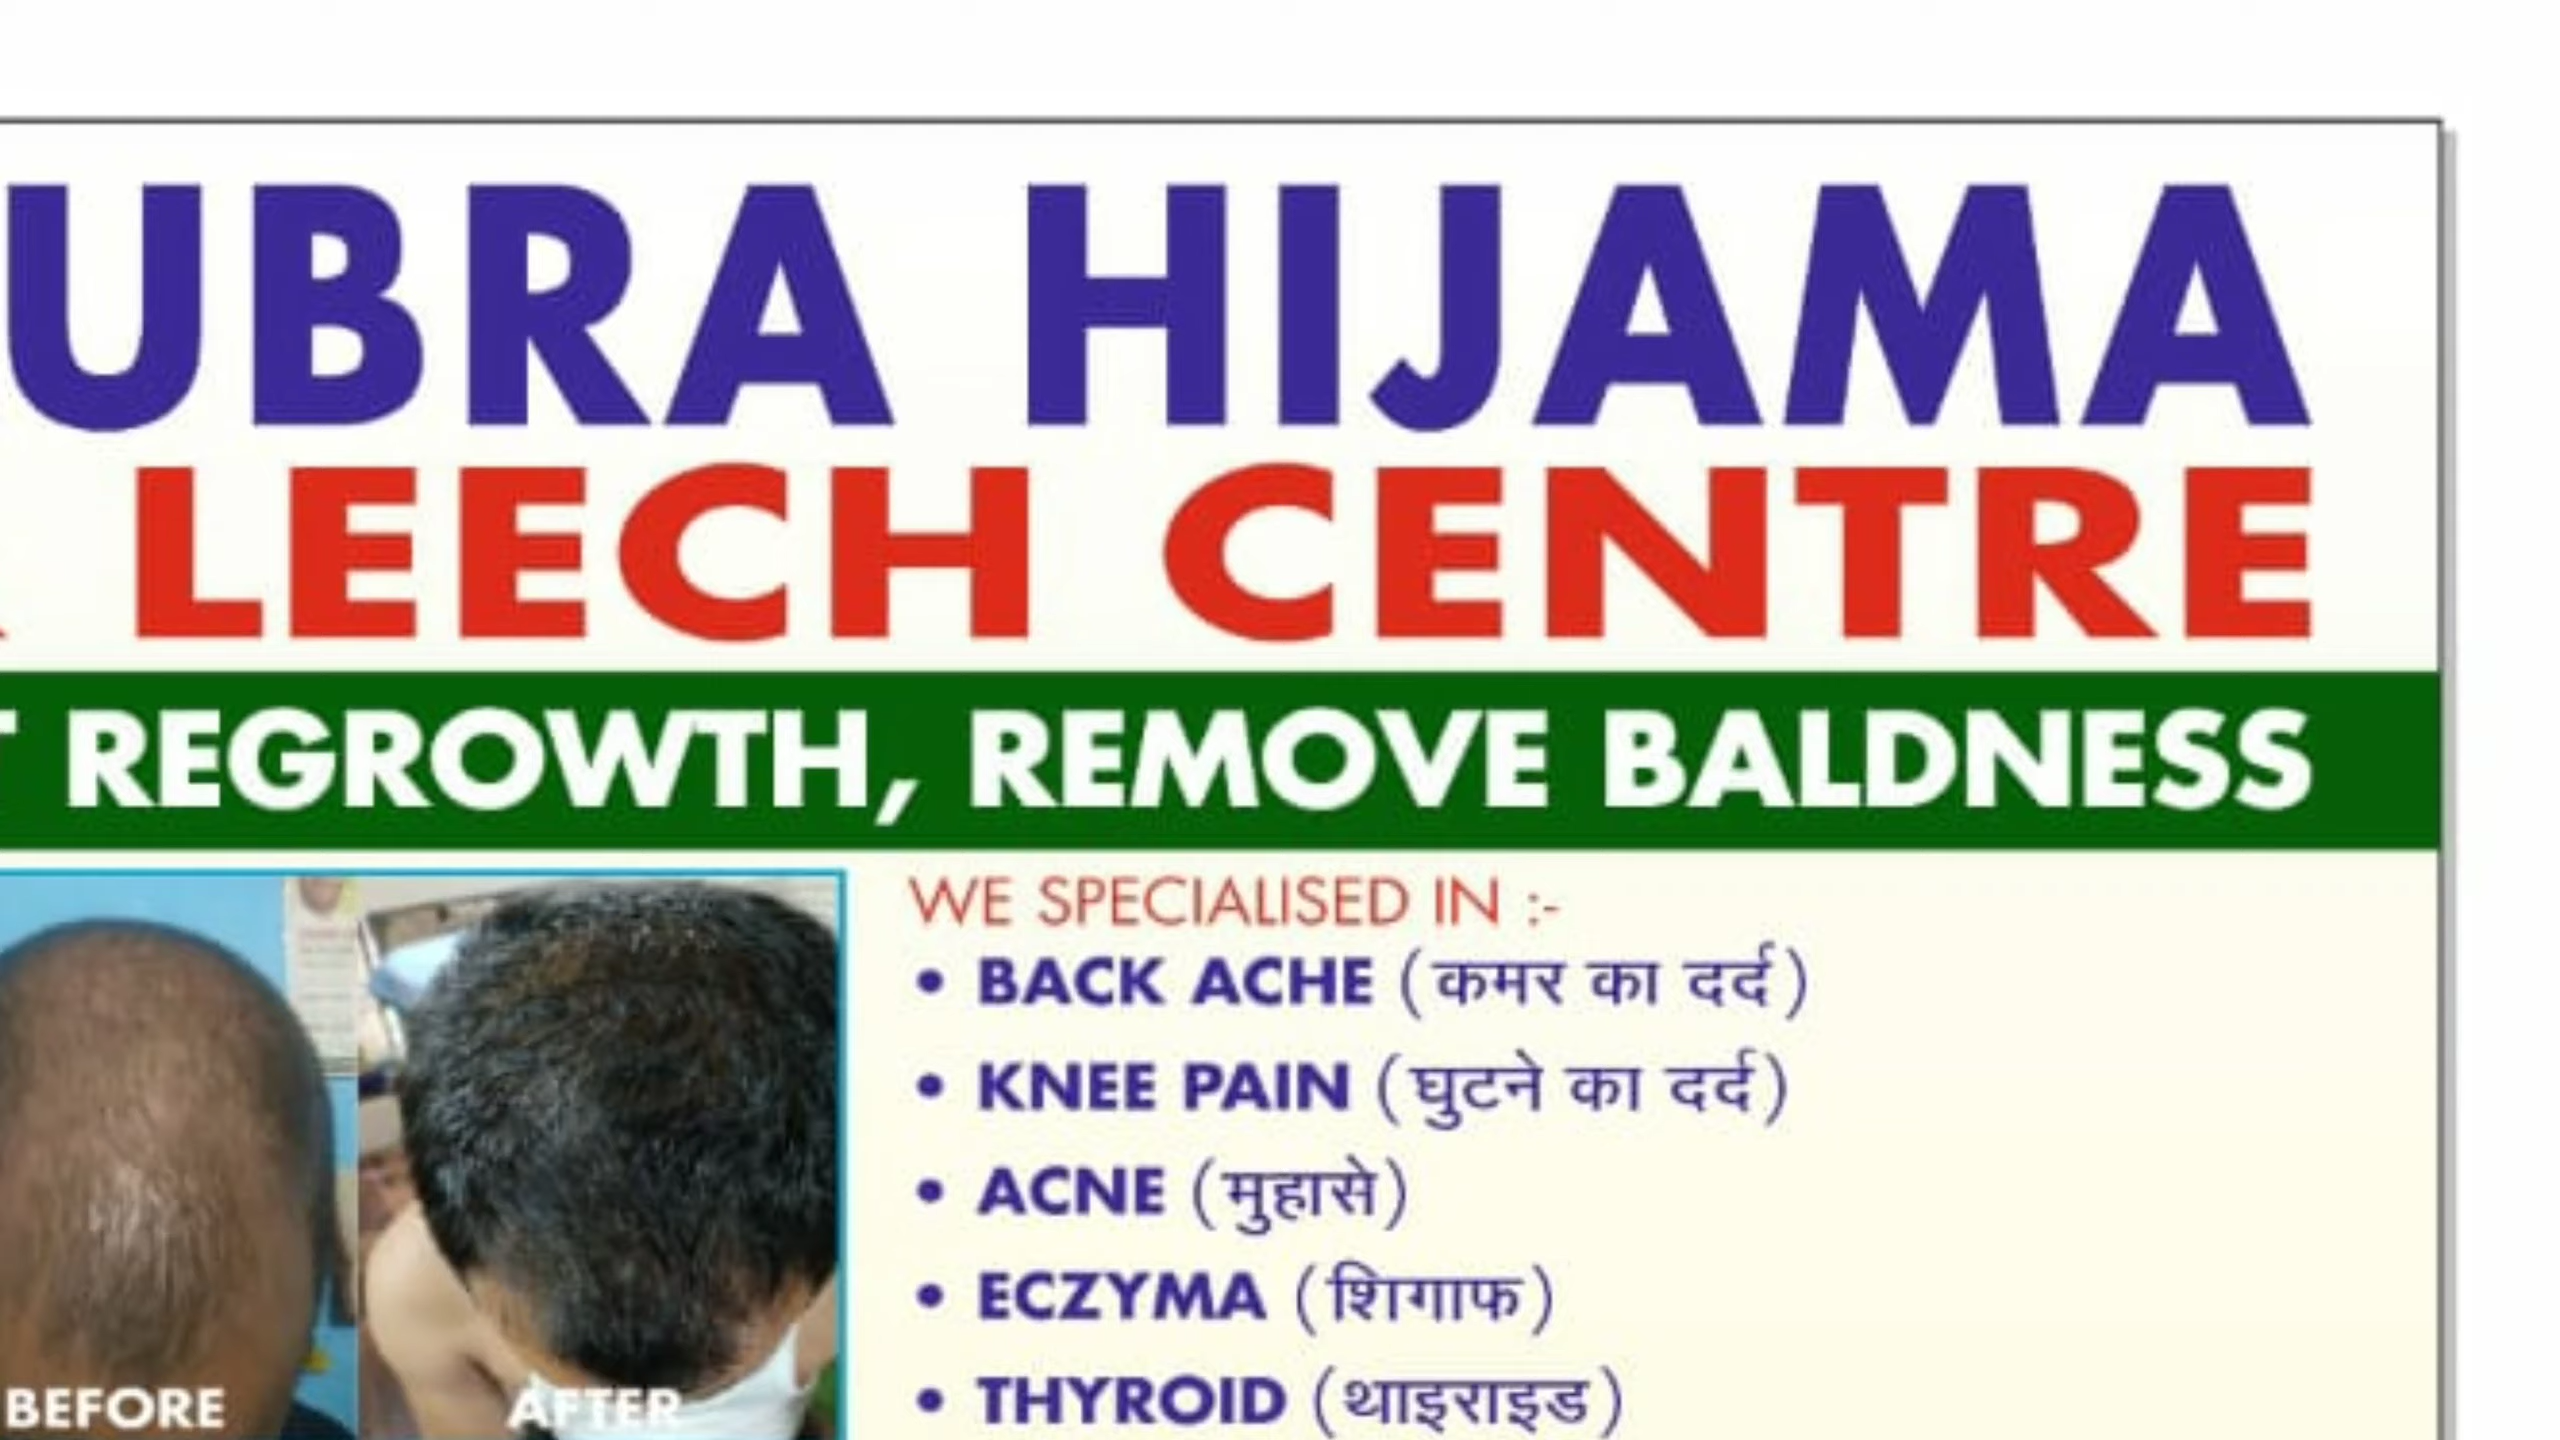 UBRA HIJAMA
LEECH CENTRE
REGROWTH, REMOVE BALDNESS
WE SPECIALISED IN :-
• BACK ACHE (कमर का दर्द)
• KNEE PAIN (घुटने का दर्द)
• ACNE (मुहासे)
• ECZYMA (शिगाफ)
• THYROID (थाइराइड)
BEFORE
AFTER